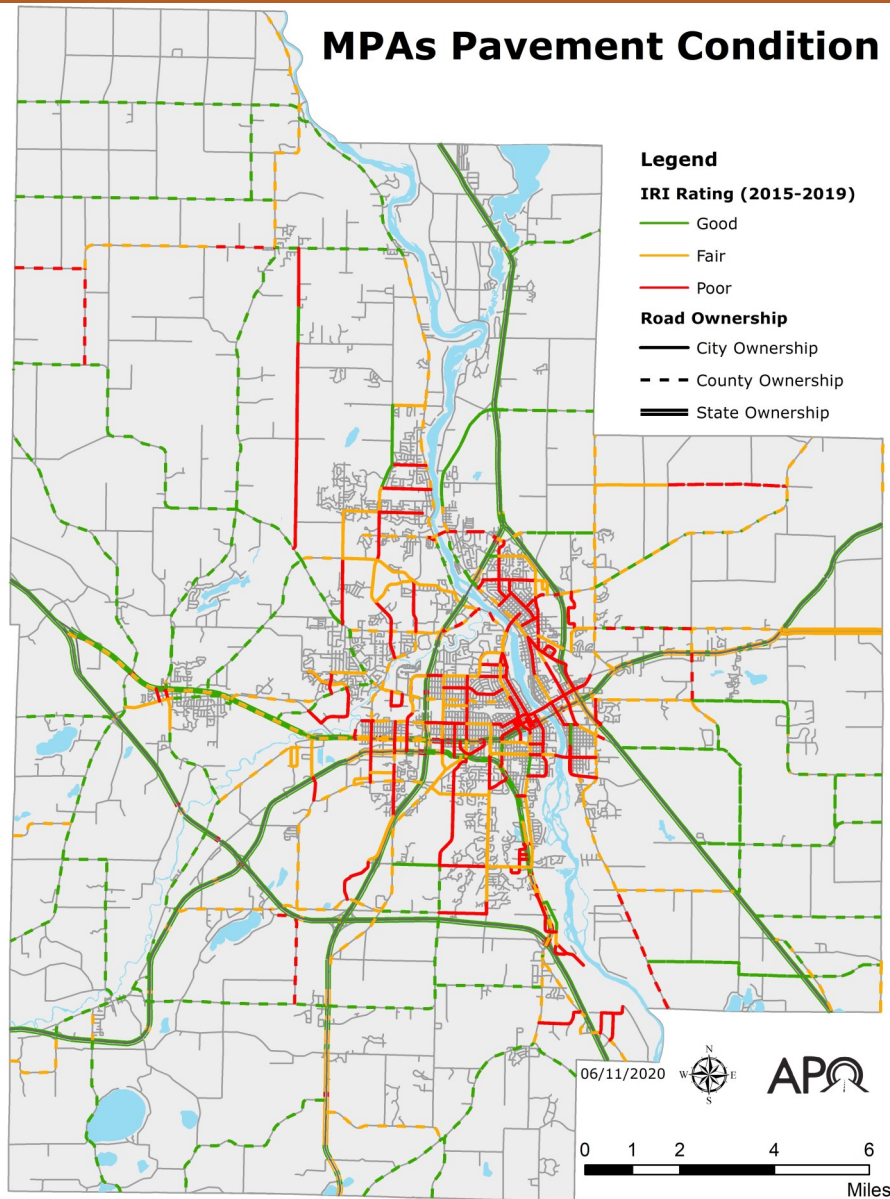 MPAs Pavement Condition
Legend
IRI Rating (2015-2019)
Good
Fair
Poor
Road Ownership
City Ownership
County Ownership
State Ownership
06/11/2020
N
W E
S
APO
0 1 2 4 6
Miles